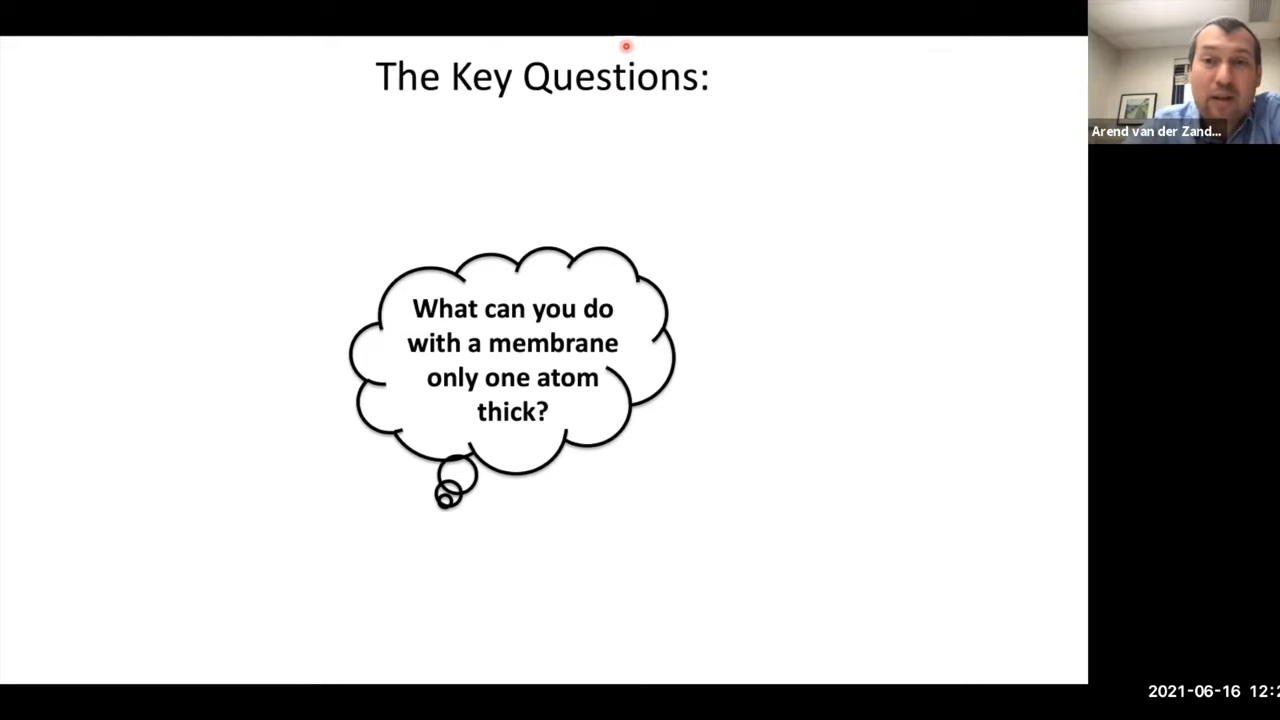 The Key Questions:
What can you do
with a membrane
only one atom
thick?
Arend van der Zand...
2021-06-16 12:2